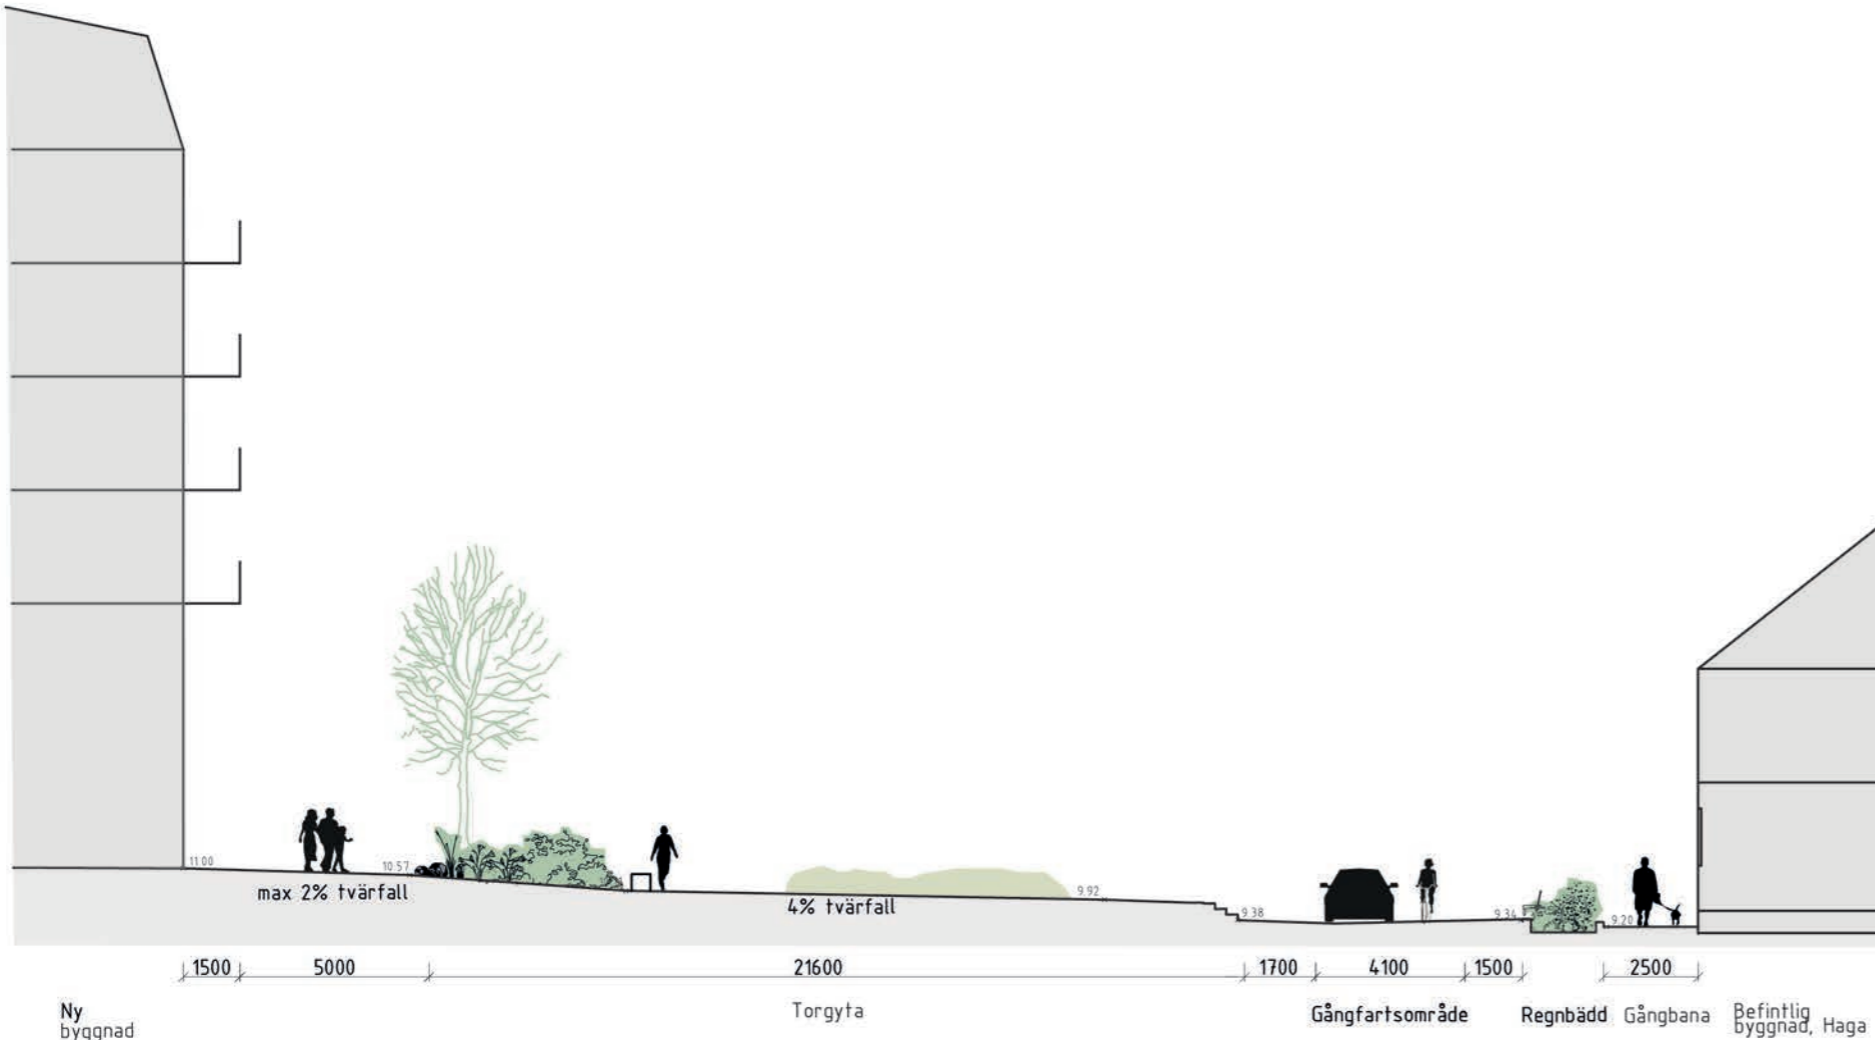 11 00
10.57
max 2% tvärfall
4% tvärfall
9.92
9.38
9.34
9.20
1500
5000
21600
1700
4100
1500
2500
Ny
byggnad
Torgyta
Gångfartsområde
Regnbädd
Gångbana
Befintlig
byggnad, Haga